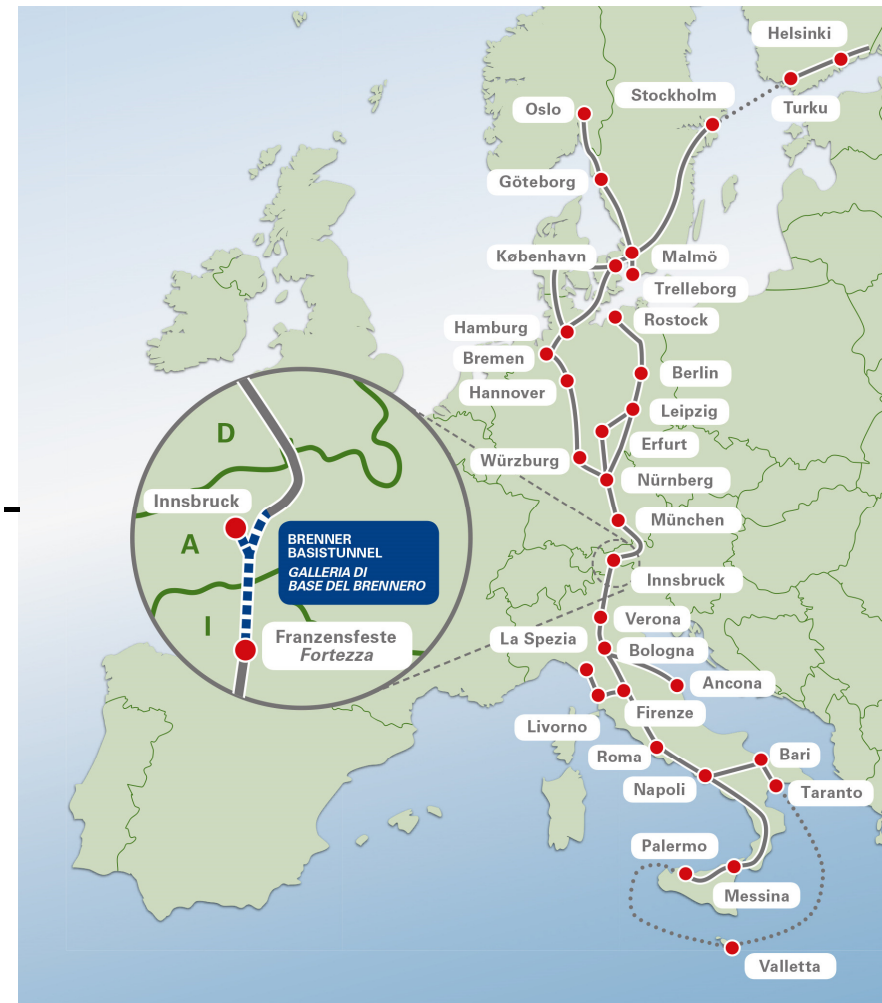 Helsinki
Stockholm
Oslo
Turku
Göteborg
København
Malmö
Trelleborg
Hamburg
Rostock
Bremen
Berlin
Hannover
Leipzig
D
Erfurt
Würzburg
Nürnberg
Innsbruck
München
A
BRENNER
BASISTUNNEL
GALLERIA DI
BASE DEL BRENNERO
Innsbruck
I
Verona
Franzensfeste
Fortezza
La Spezia
Bologna
Ancona
Firenze
Livorno
Roma
Bari
Napoli
Taranto
Palermo
Messina
Valletta